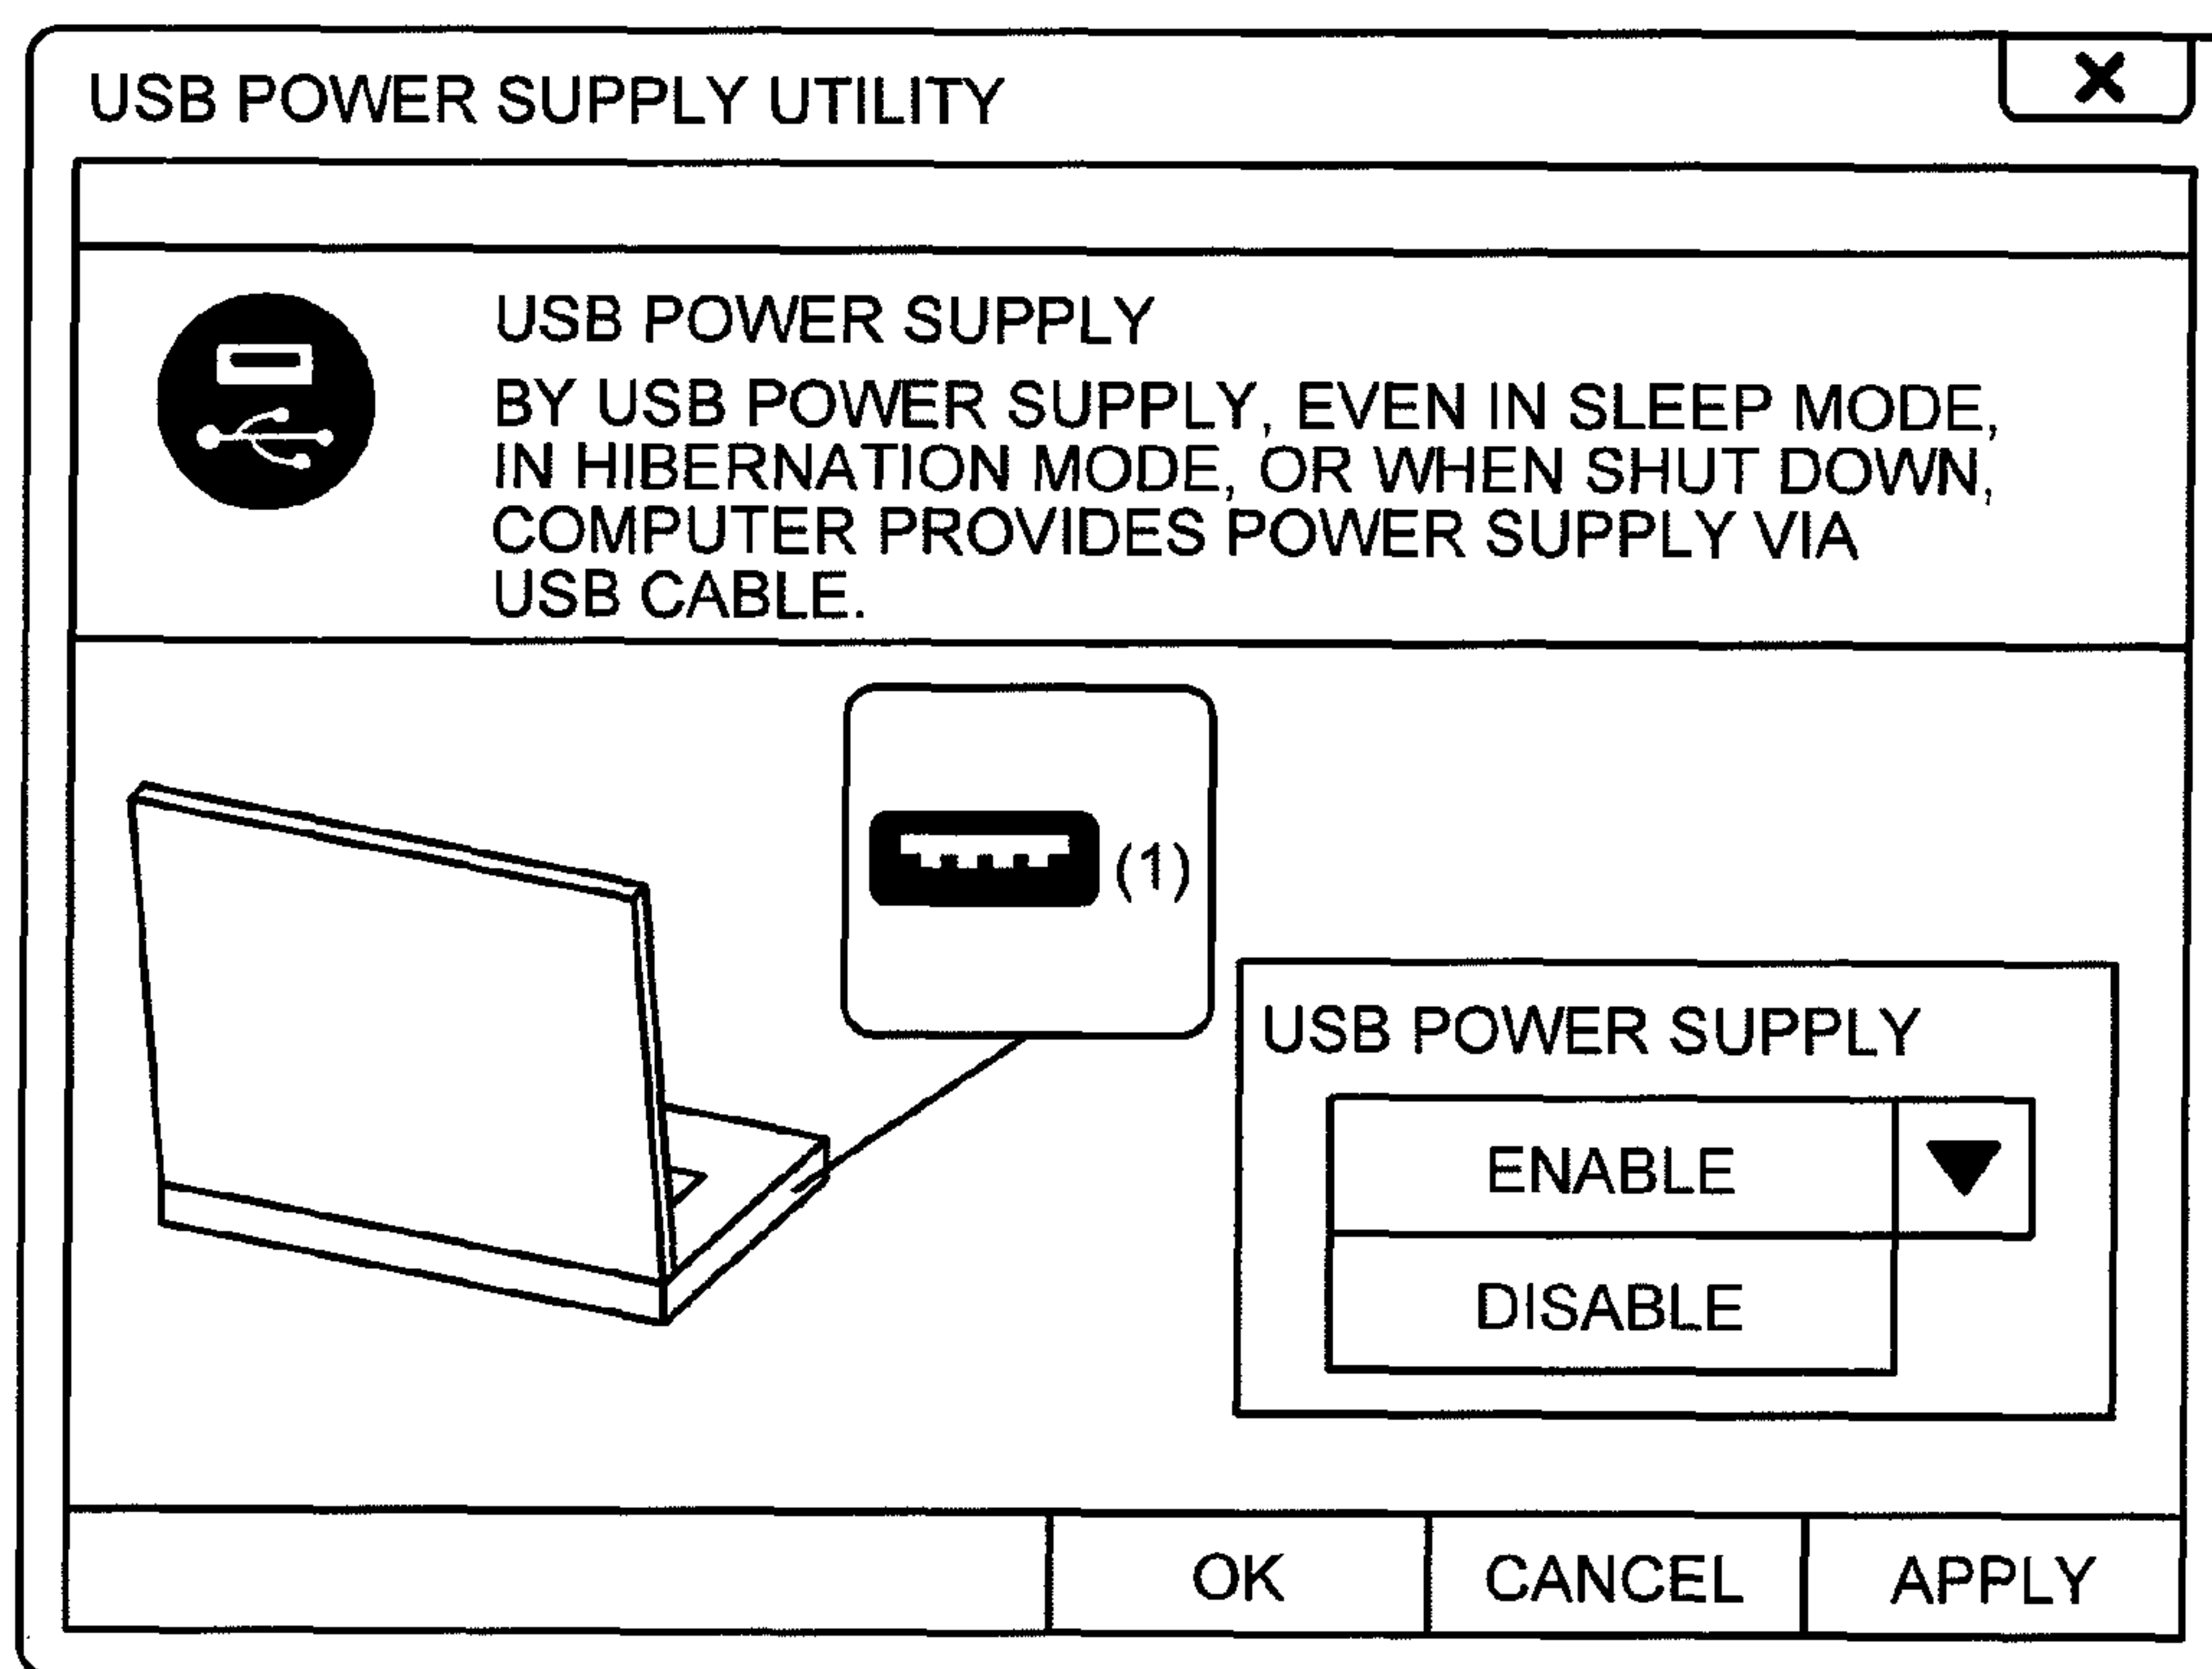 USB POWER SUPPLY UTILITY
USB POWER SUPPLY
BY USB POWER SUPPLY, EVEN IN SLEEP MODE,
IN HIBERNATION MODE, OR WHEN SHUT DOWN,
COMPUTER PROVIDES POWER SUPPLY VIA
USB CABLE.
(1)
USB POWER SUPPLY
ENABLE
DISABLE
OK
CANCEL
APPLY